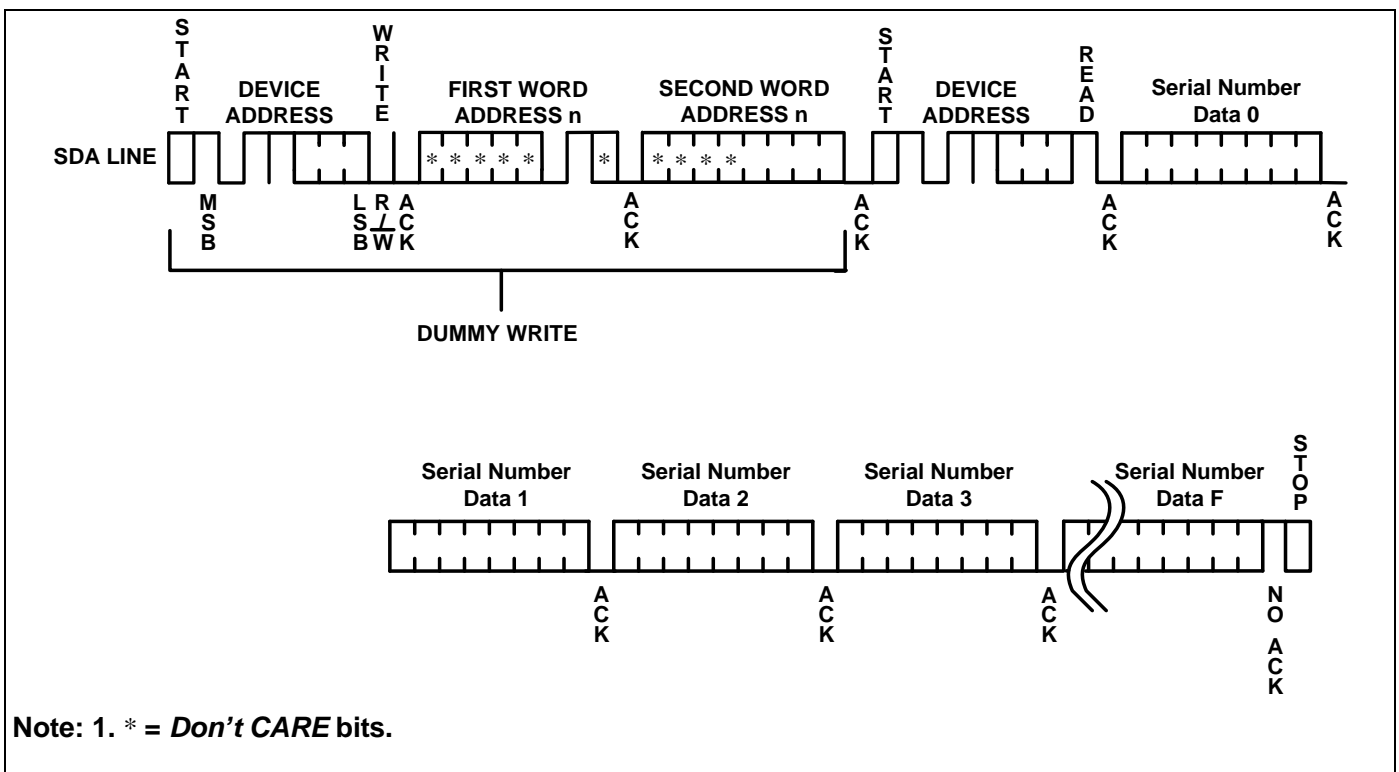 START
WRITE
START
READ
DEVICE
ADDRESS
FIRST WORD
ADDRESS n
SECOND WORD
ADDRESS n
DEVICE
ADDRESS
Serial Number
Data 0
SDA LINE
* * * * *
*
* * * *
MSB
LSB
R/W
ACK
ACK
ACK
ACK
ACK
DUMMY WRITE
STOP
Serial Number
Data 1
Serial Number
Data 2
Serial Number
Data 3
Serial Number
Data F
ACK
ACK
ACK
NO ACK
Note: 1. * = Don't CARE bits.